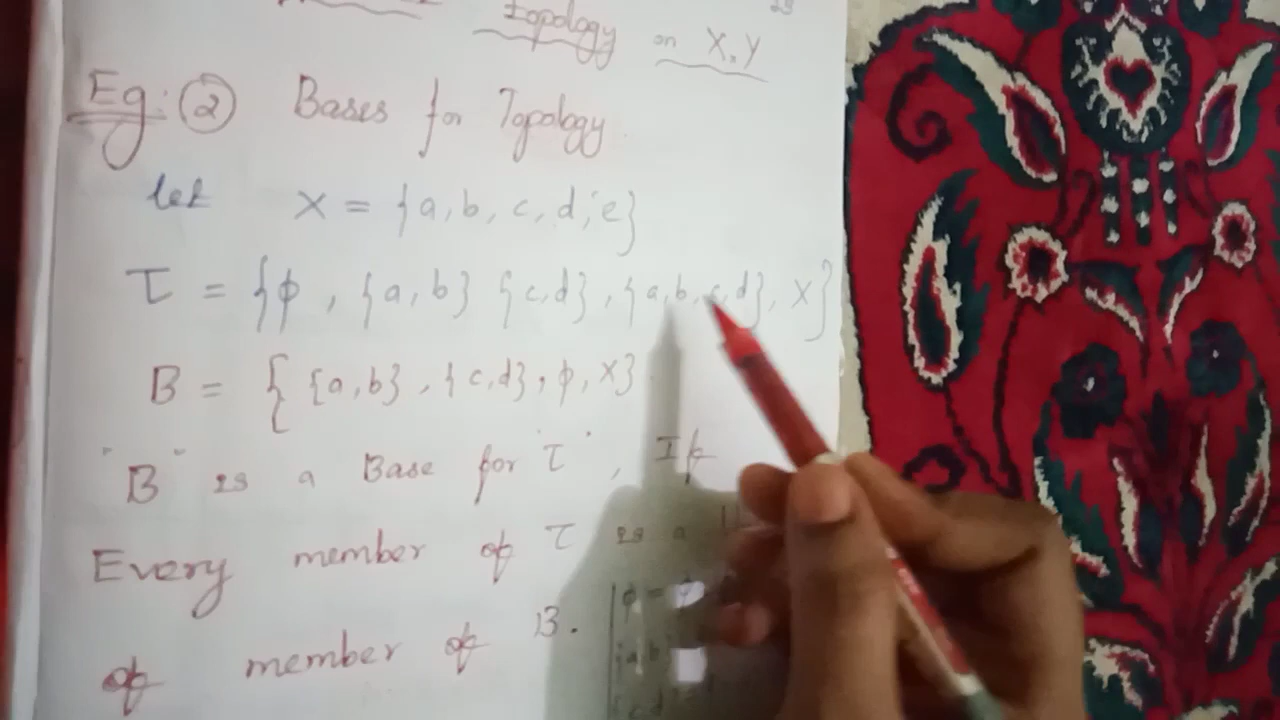 Topology on X, Y
Eg: ② Bases for Topology
let X = {a, b, c, d, e}
τ = {ϕ, {a, b} {c, d}, {a, b, c, d}, X}
B = { {a, b}, {c, d}, ϕ, X}
"B" is a Base for "τ", If
Every member of τ is a
of member of B.